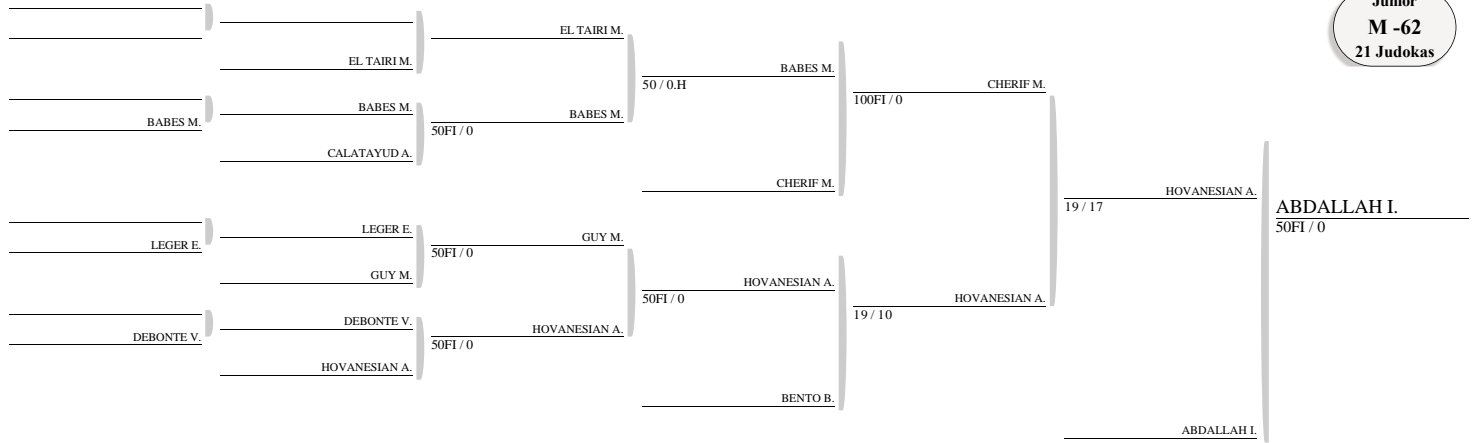 Junior
M -62
21 Judokas
BABES M.
LEGER E.
DEBONTE V.
EL TAIRI M.
BABES M.
CALATAYUD A.
LEGER E.
GUY M.
DEBONTE V.
HOVANESIAN A.
EL TAIRI M.
BABES M.
50FI / 0
GUY M.
50FI / 0
HOVANESIAN A.
50FI / 0
BABES M.
50 / 0.H
CHERIF M.
HOVANESIAN A.
50FI / 0
BENTO B.
CHERIF M.
100FI / 0
HOVANESIAN A.
19 / 10
HOVANESIAN A.
19 / 17
ABDALLAH I.
ABDALLAH I.
50FI / 0